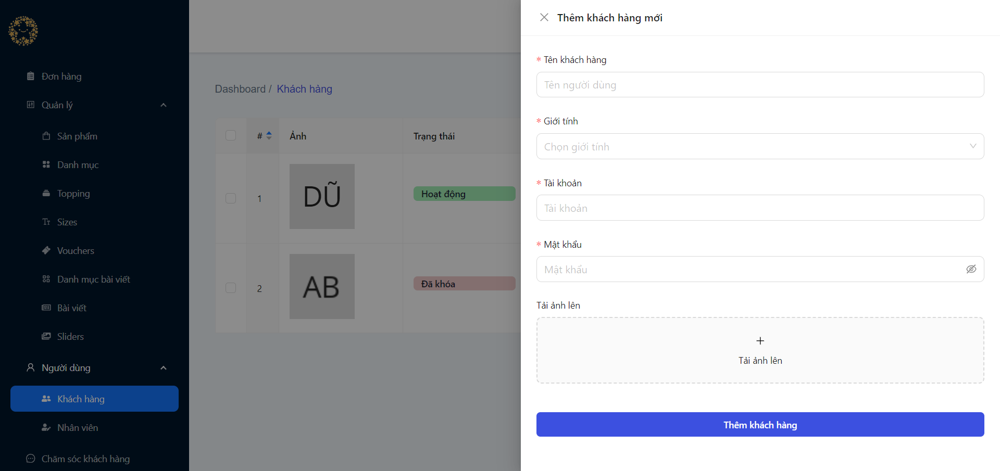 Đơn hàng
Quản lý
Sản phẩm
Danh mục
Topping
Sizes
Vouchers
Danh mục bài viết
Bài viết
Sliders
Người dùng
Khách hàng
Nhân viên
Chăm sóc khách hàng
Dashboard / Khách hàng
# Ảnh Trạng thái
1 DŨ Hoạt động
2 AB Đã khóa
Thêm khách hàng mới
* Tên khách hàng
Tên người dùng
* Giới tính
Chọn giới tính
* Tài khoản
Tài khoản
* Mật khẩu
Mật khẩu
Tải ảnh lên
Tải ảnh lên
Thêm khách hàng